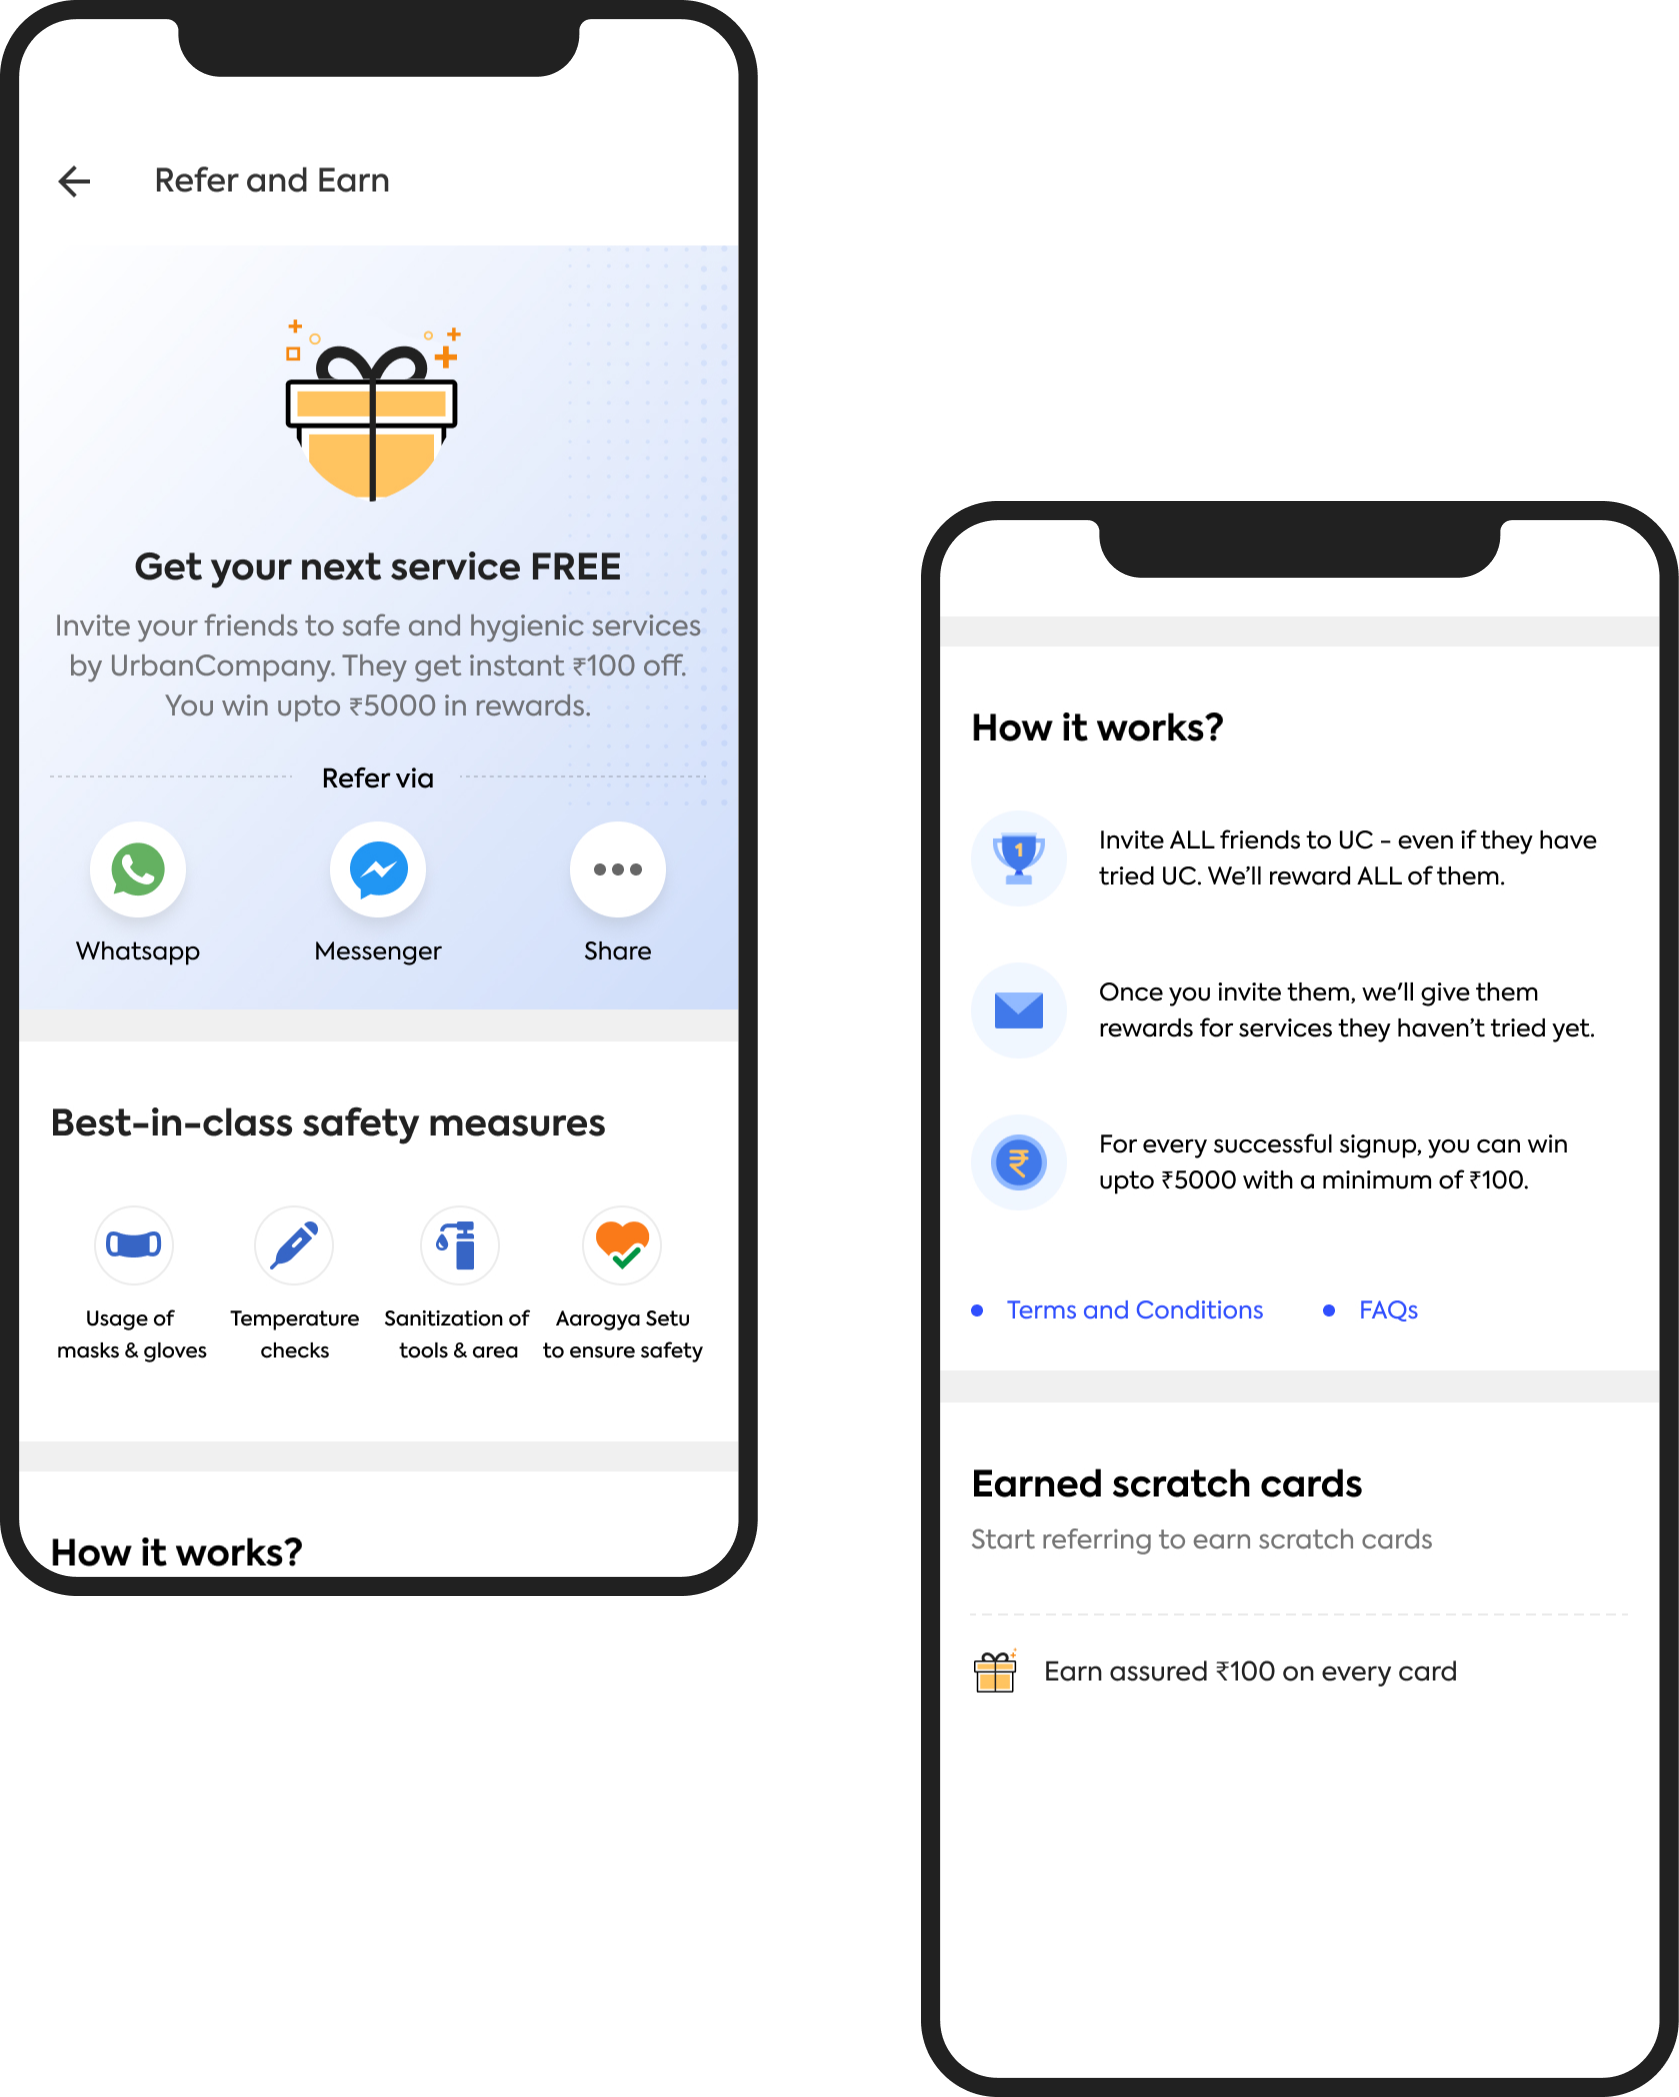 Refer and Earn
Get your next service FREE
Invite your friends to safe and hygienic services
by UrbanCompany. They get instant ₹100 off.
You win upto ₹5000 in rewards.
Refer via
Whatsapp
Messenger
Share
Best-in-class safety measures
Usage of
masks & gloves
Temperature
checks
Sanitization of
tools & area
Aarogya Setu
to ensure safety
How it works?
How it works?
1
Invite ALL friends to UC - even if they have
tried UC. We’ll reward ALL of them.
Once you invite them, we'll give them
rewards for services they haven’t tried yet.
₹
For every successful signup, you can win
upto ₹5000 with a minimum of ₹100.
Terms and Conditions
FAQs
Earned scratch cards
Start referring to earn scratch cards
Earn assured ₹100 on every card